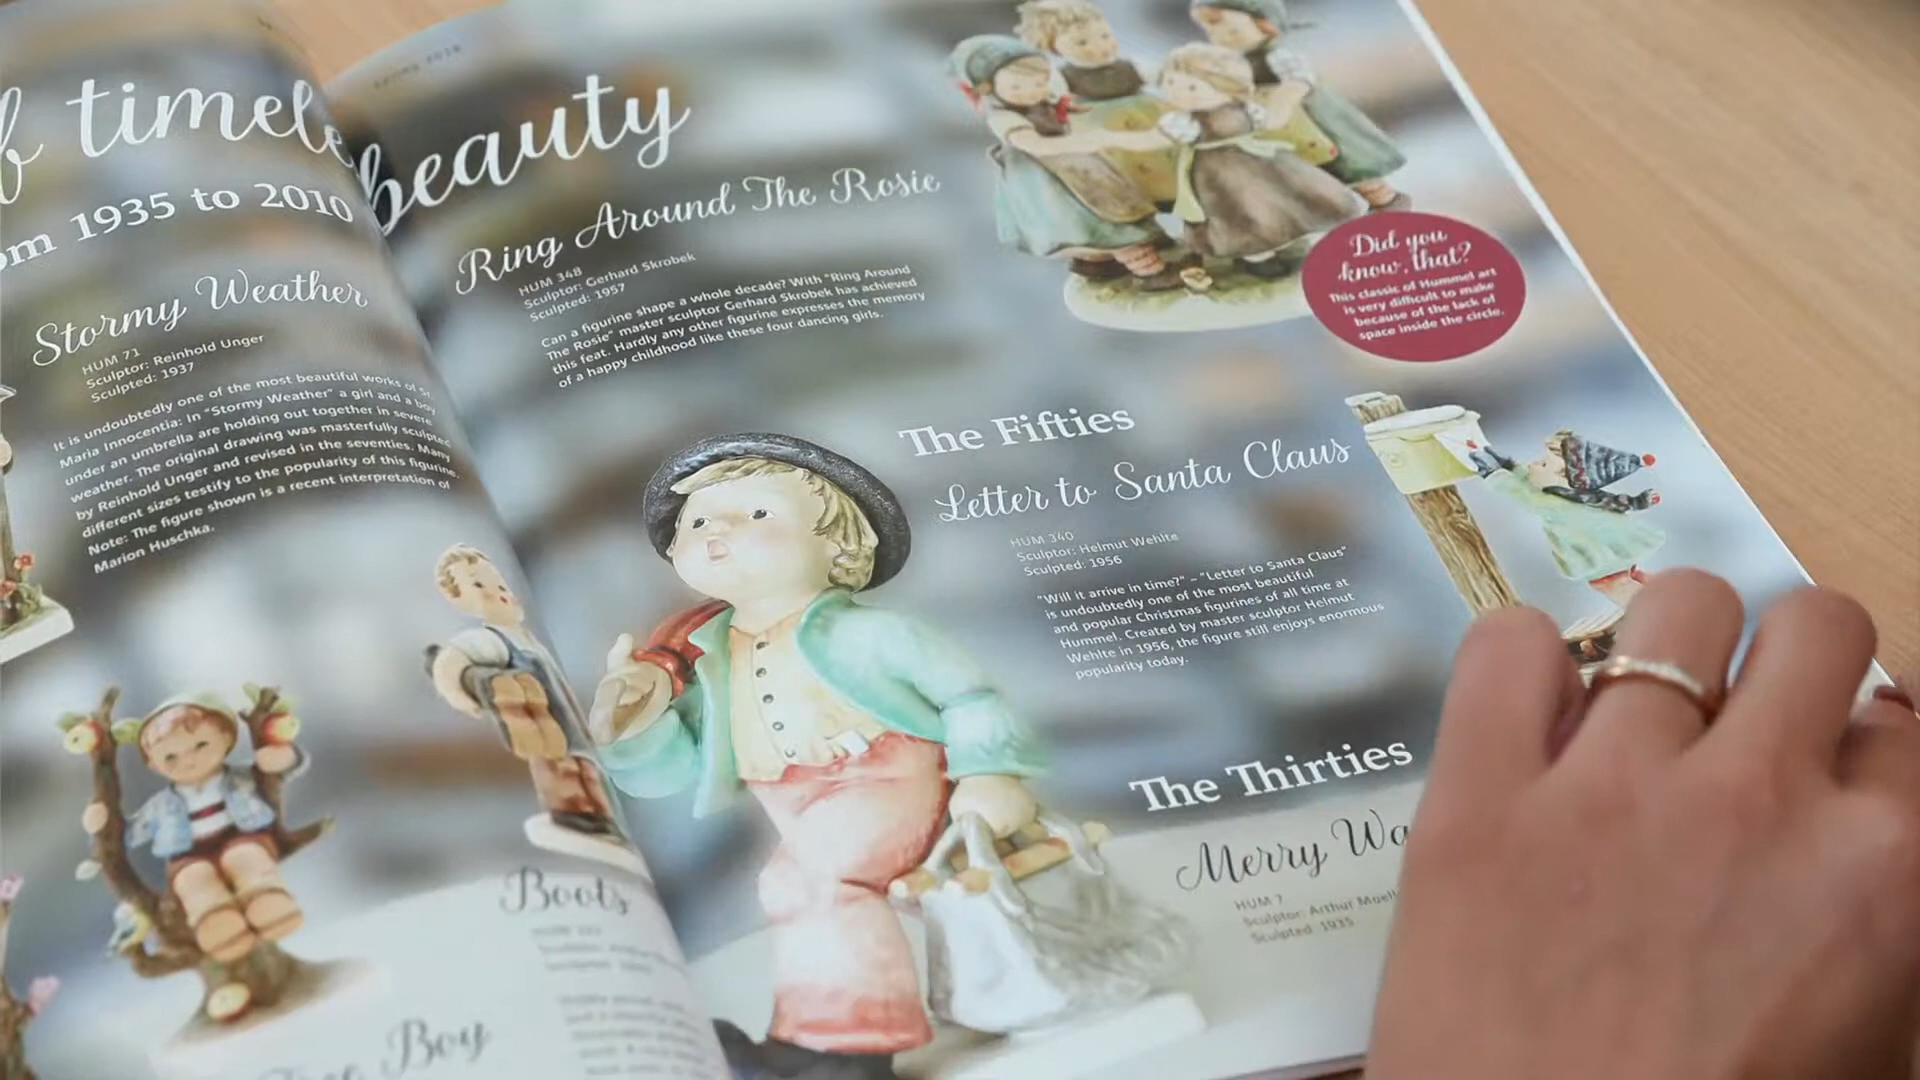 timele
1935 to 2010
Stormy Weather
HUM 71
Sculptor: Reinhold Unger
Sculpted: 1937
It is undoubtedly one of the most beautiful works of Sr.
Maria Innocentia: In "Stormy Weather" a girl and a boy
under an umbrella are holding out together in severe
weather. The original drawing was masterfully sculpted
by Reinhold Unger and revised in the seventies. Many
different sizes testify to the popularity of this figurine.
Note: The figure shown is a recent interpretation of
Marion Huschka.
Boots
Boy
beauty
Ring Around The Rosie
HUM 348
Sculptor: Gerhard Skrobek
Sculpted: 1957
Can a figurine shape a whole decade? With "Ring Around
The Rosie" master sculptor Gerhard Skrobek has achieved
this feat. Hardly any other figurine expresses the memory
of a happy childhood like these four dancing girls.
Did you
know, that?
This classic of Hummel art
is very difficult to make
because of the lack of
space inside the circle.
The Fifties
Letter to Santa Claus
HUM 340
Sculptor: Helmut Wehlte
Sculpted: 1956
"Will it arrive in time?" – "Letter to Santa Claus"
is undoubtedly one of the most beautiful
and popular Christmas figurines of all time at
Hummel. Created by master sculptor Helmut
Wehlte in 1956, the figure still enjoys enormous
popularity today.
The Thirties
Merry Wa
HUM 7
Sculptor: Arthur Moell
Sculpted: 1935